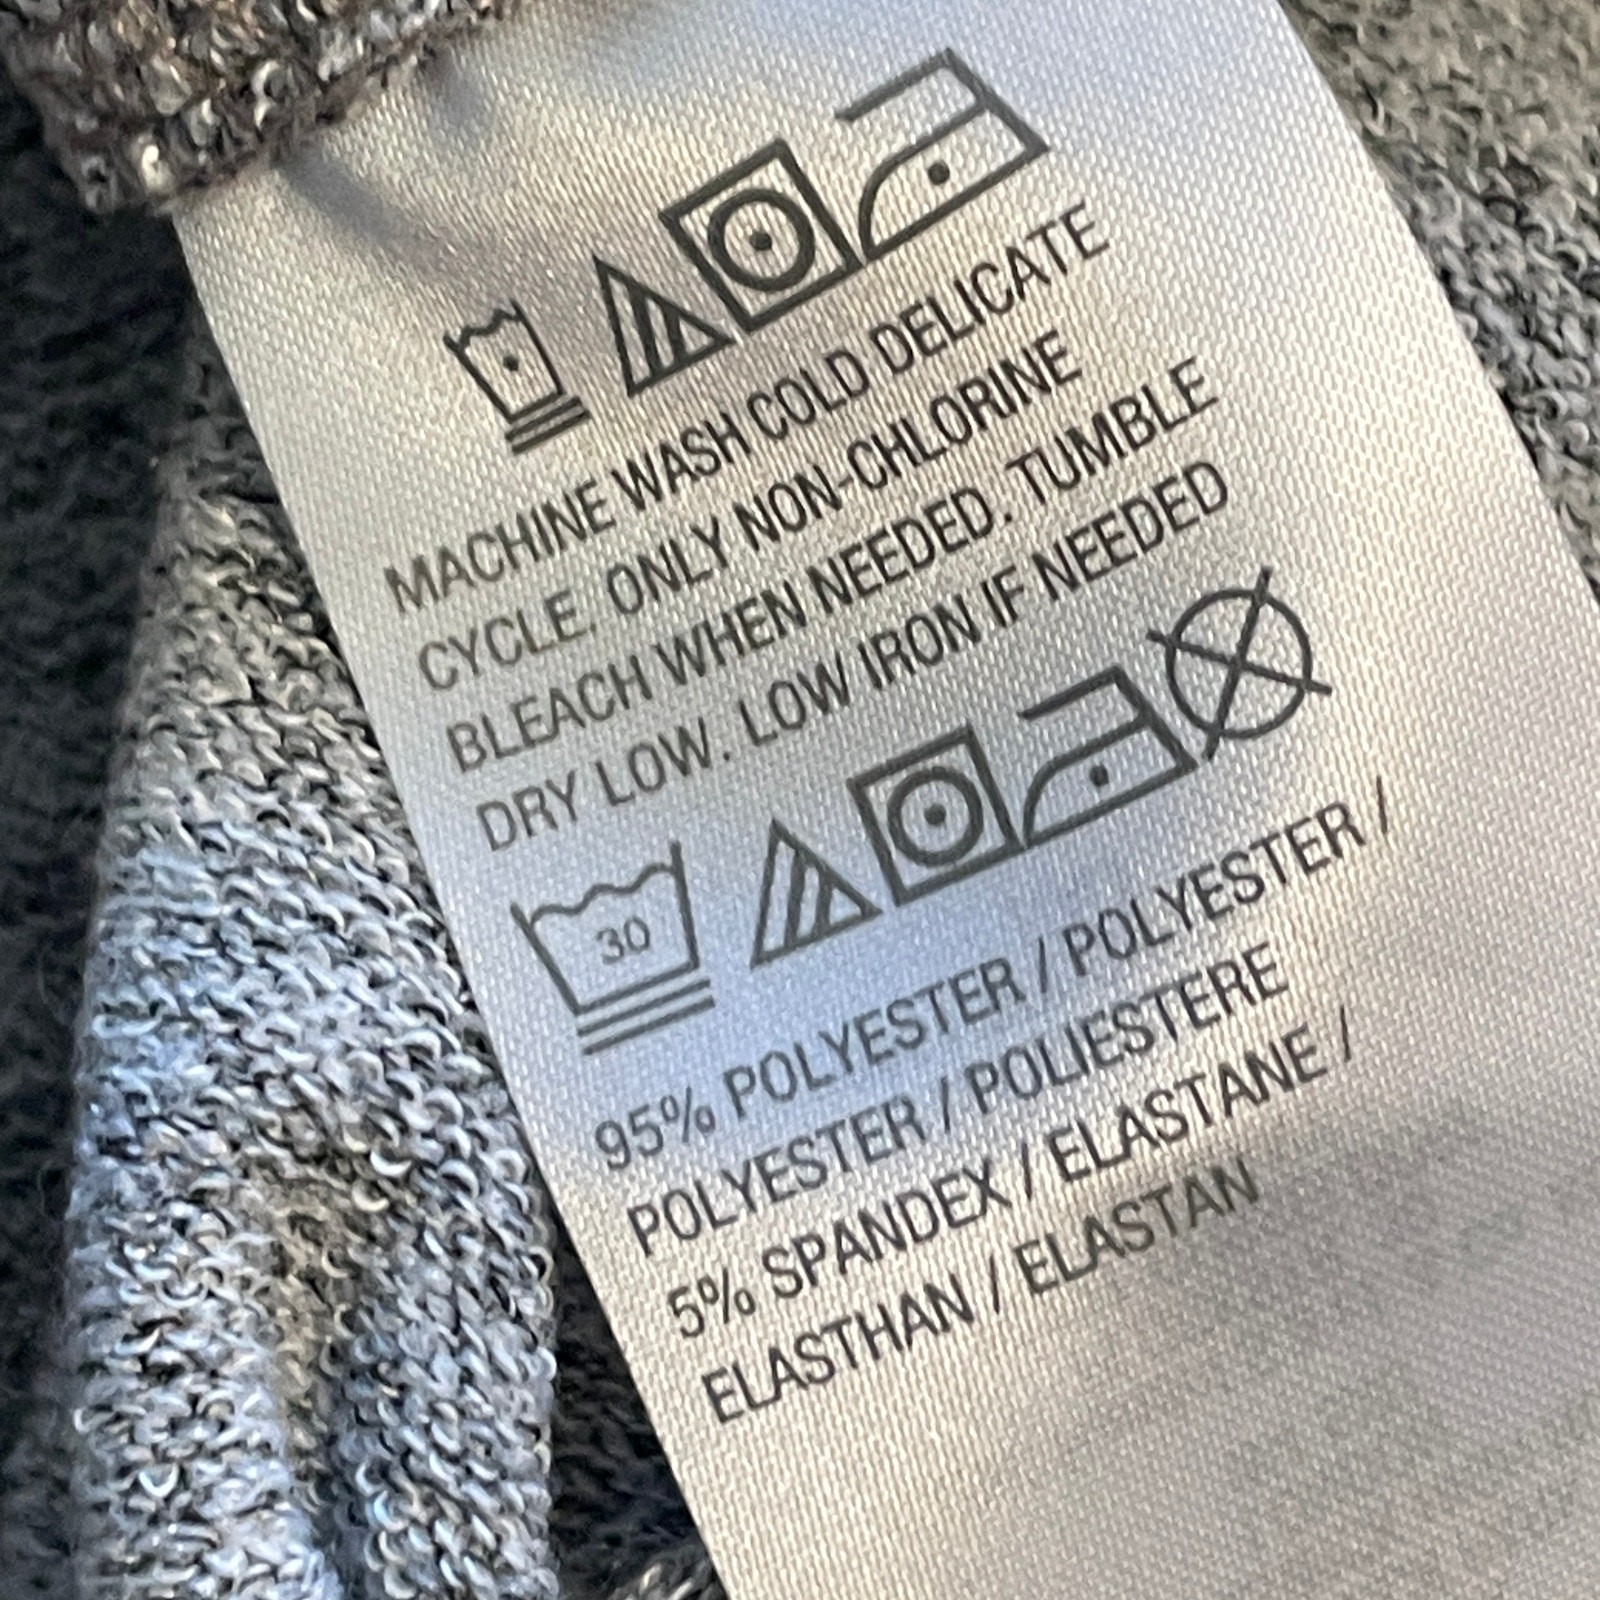 MACHINE WASH COLD DELICATE
CYCLE. ONLY NON-CHLORINE
BLEACH WHEN NEEDED. TUMBLE
DRY LOW. LOW IRON IF NEEDED
30
95% POLYESTER / POLYESTER /
POLYESTER / POLIESTERE
5% SPANDEX / ELASTANE /
ELASTHAN / ELASTAN